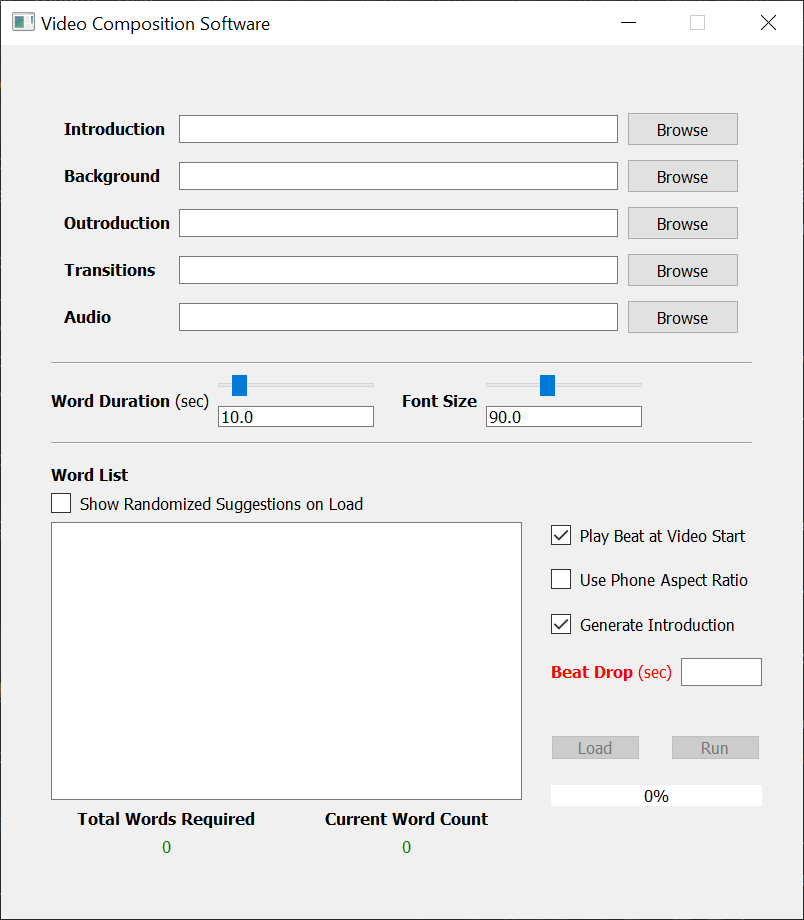 Video Composition Software
Introduction Browse
Background Browse
Outroduction Browse
Transitions Browse
Audio Browse
Word Duration (sec) 10.0 Font Size 90.0
Word List
Show Randomized Suggestions on Load
Play Beat at Video Start
Use Phone Aspect Ratio
Generate Introduction
Beat Drop (sec)
Load Run
0%
Total Words Required Current Word Count
0 0